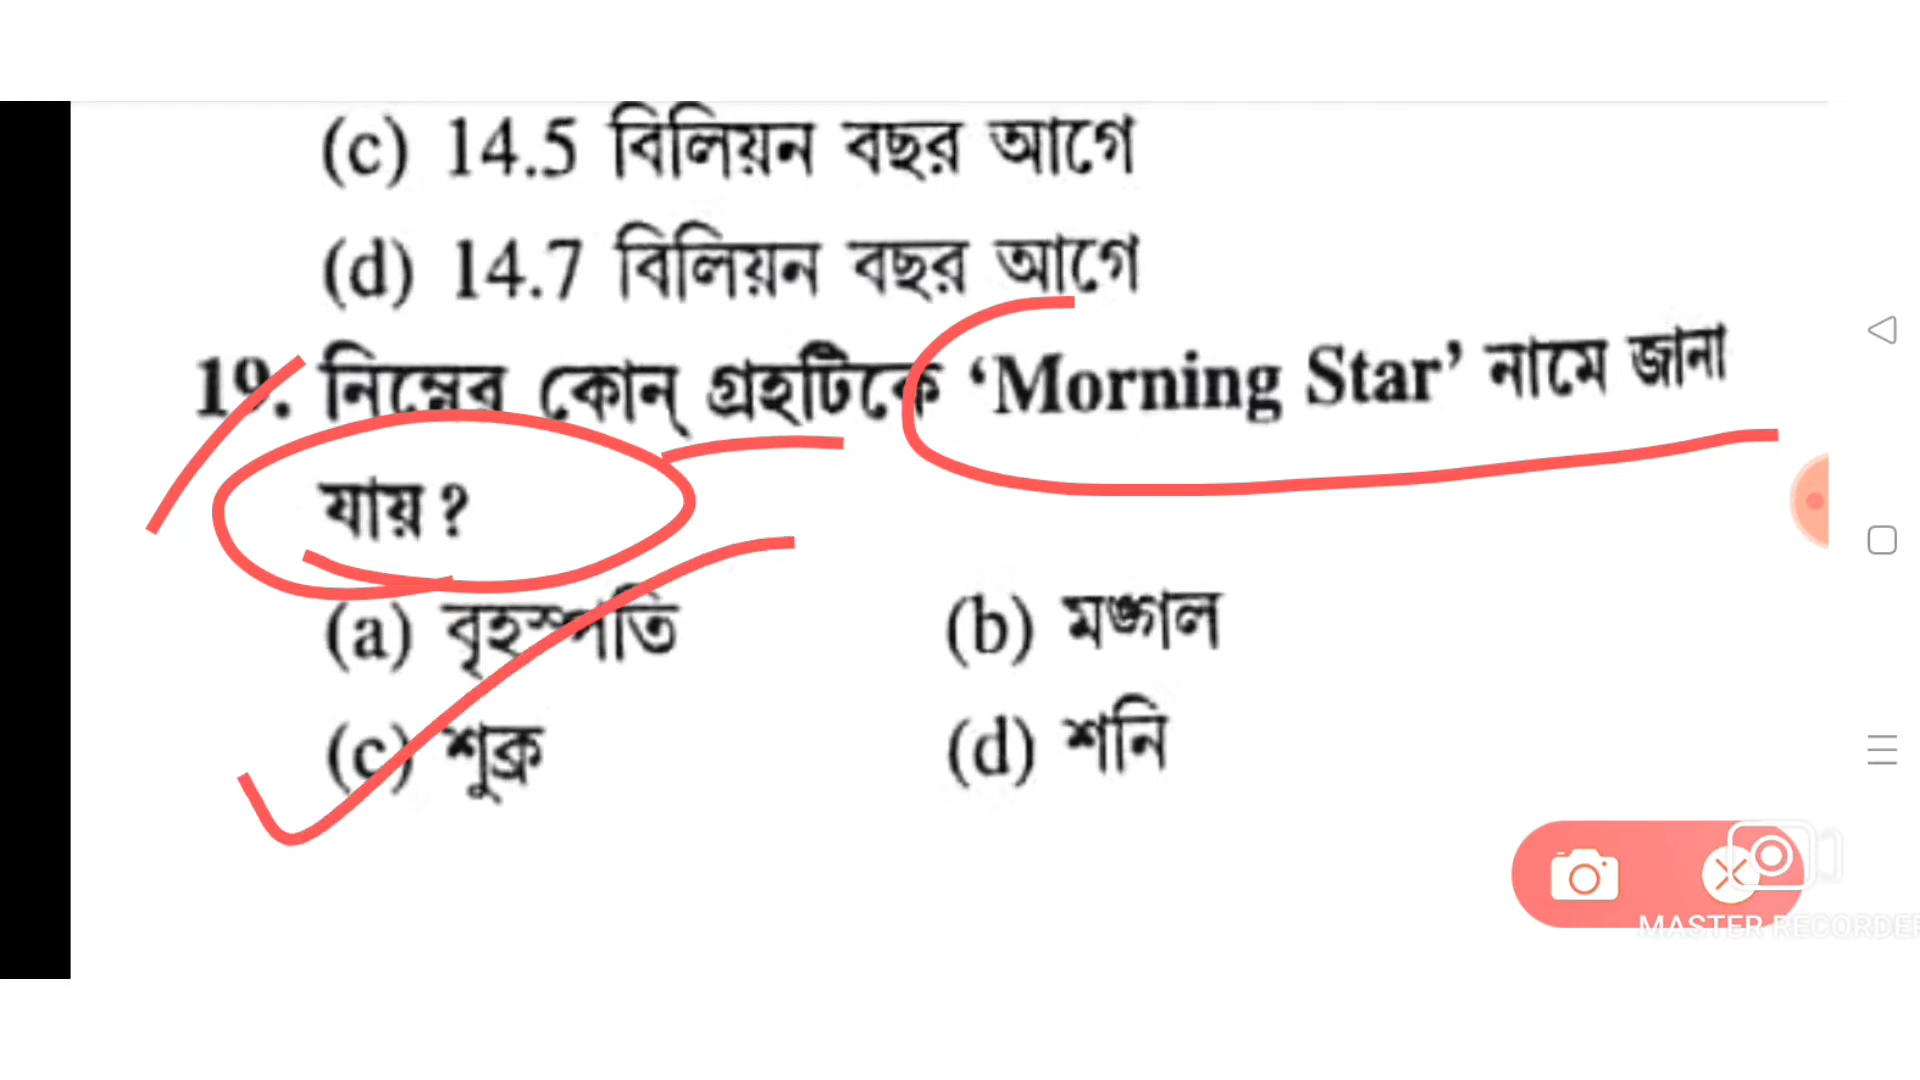 (c) 14.5 বিলিয়ন বছর আগে
(d) 14.7 বিলিয়ন বছর আগে
19. নিম্নের কোন্ গ্রহটিকে ‘Morning Star’ নামে জানা
যায় ?
(a) বৃহস্পতি (b) মঙ্গল
(c) শুক্র (d) শনি
MASTER RECORDER